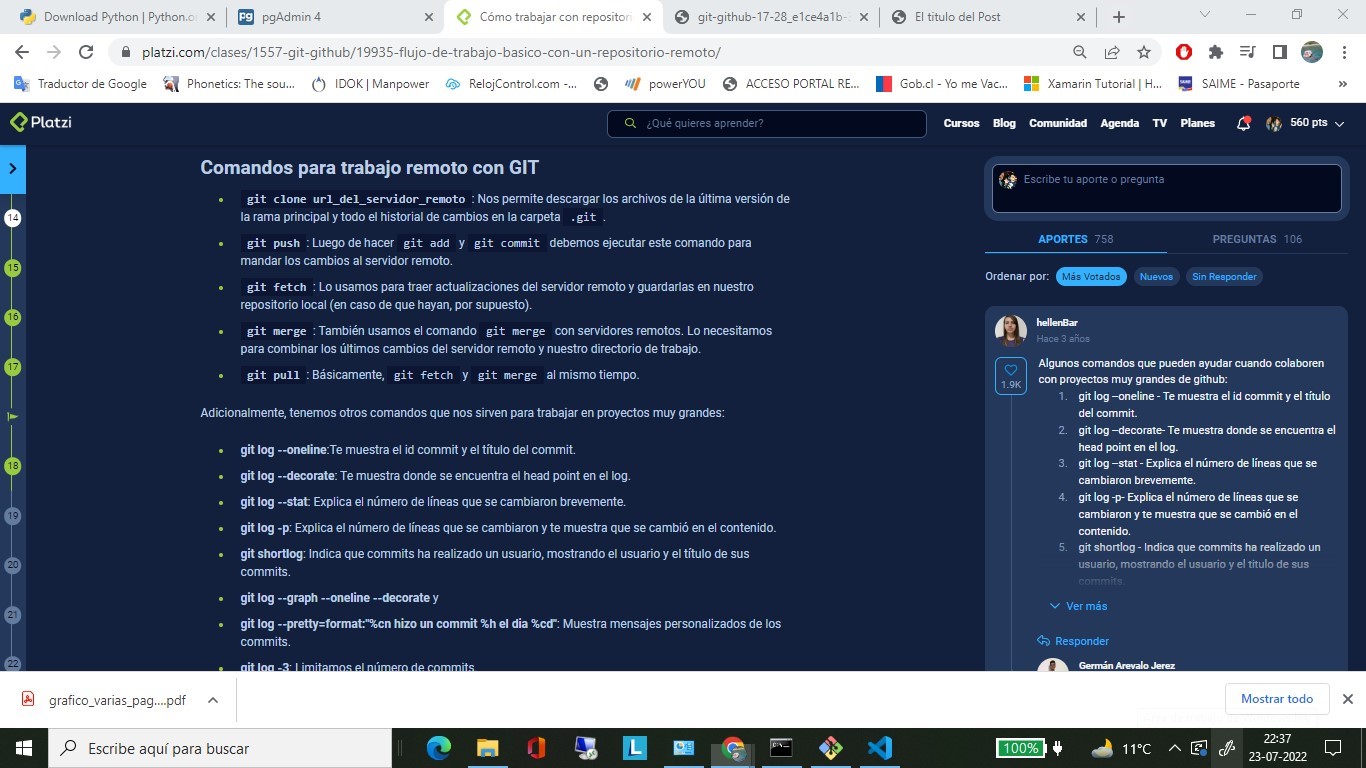 Download Python | Python.or
pgAdmin 4
Cómo trabajar con repositori
git-github-17-28_e1ce4a1b-
El titulo del Post
platzi.com/clases/1557-git-github/19935-flujo-de-trabajo-basico-con-un-repositorio-remoto/
Traductor de Google
Phonetics: The sou...
IDOK | Manpower
RelojControl.com -...
powerYOU
ACCESO PORTAL RE...
Gob.cl - Yo me Vac...
Xamarin Tutorial | H...
SAIME - Pasaporte
»
Platzi
¿Qué quieres aprender?
Cursos Blog Comunidad Agenda TV Planes
560 pts
14
15
16
17
18
19
20
21
22
Comandos para trabajo remoto con GIT
git clone url_del_servidor_remoto : Nos permite descargar los archivos de la última versión de
la rama principal y todo el historial de cambios en la carpeta .git .
git push : Luego de hacer git add y git commit debemos ejecutar este comando para
mandar los cambios al servidor remoto.
git fetch : Lo usamos para traer actualizaciones del servidor remoto y guardarlas en nuestro
repositorio local (en caso de que hayan, por supuesto).
git merge : También usamos el comando git merge con servidores remotos. Lo necesitamos
para combinar los últimos cambios del servidor remoto y nuestro directorio de trabajo.
git pull : Básicamente, git fetch y git merge al mismo tiempo.
Adicionalmente, tenemos otros comandos que nos sirven para trabajar en proyectos muy grandes:
git log --oneline:Te muestra el id commit y el título del commit.
git log --decorate: Te muestra donde se encuentra el head point en el log.
git log --stat: Explica el número de líneas que se cambiaron brevemente.
git log -p: Explica el número de líneas que se cambiaron y te muestra que se cambió en el contenido.
git shortlog: Indica que commits ha realizado un usuario, mostrando el usuario y el título de sus
commits.
git log --graph --oneline --decorate y
git log --pretty=format:"%cn hizo un commit %h el dia %cd": Muestra mensajes personalizados de los
commits.
git log -3: Limitamos el número de commits.
Escribe tu aporte o pregunta
APORTES 758
PREGUNTAS 106
Ordenar por: Más Votados Nuevos Sin Responder
hellenBar
Hace 3 años
1.9K
Algunos comandos que pueden ayudar cuando colaboren
con proyectos muy grandes de github:
1. git log –oneline - Te muestra el id commit y el título
del commit.
2. git log –decorate- Te muestra donde se encuentra el
head point en el log.
3. git log –stat - Explica el número de líneas que se
cambiaron brevemente.
4. git log -p- Explica el número de líneas que se
cambiaron y te muestra que se cambió en el
contenido.
5. git shortlog - Indica que commits ha realizado un
usuario, mostrando el usuario y el titulo de sus
commits.
Ver más
Responder
Germán Arevalo Jerez
grafico_varias_pag....pdf
Mostrar todo
Escribe aquí para buscar
100%
11°C
22:37
23-07-2022